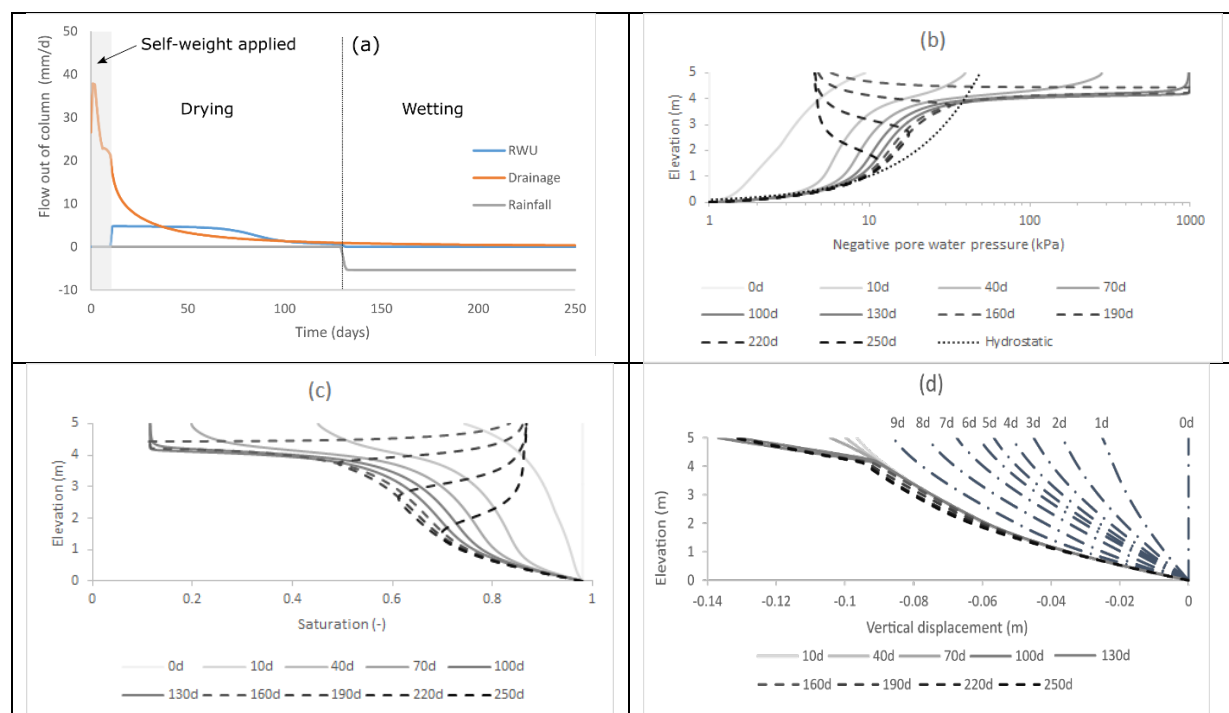 Self-weight applied
(a)
Drying
Wetting
Flow out of column (mm/d)
50
40
30
20
10
0
-10
RWU
Drainage
Rainfall
0
50
100
150
200
250
Time (days)
(b)
Elevation (m)
5
4
3
2
1
0
1
10
100
1000
Negative pore water pressure (kPa)
0d
10d
40d
70d
100d
130d
160d
190d
220d
250d
Hydrostatic
(c)
Elevation (m)
5
4
3
2
1
0
0
0.2
0.4
0.6
0.8
1
Saturation (-)
0d
10d
40d
70d
100d
130d
160d
190d
220d
250d
(d)
9d
8d
7d
6d
5d
4d
3d
2d
1d
0d
Elevation (m)
5
4
3
2
1
0
-0.14
-0.12
-0.1
-0.08
-0.06
-0.04
-0.02
0
Vertical displacement (m)
10d
40d
70d
100d
130d
160d
190d
220d
250d